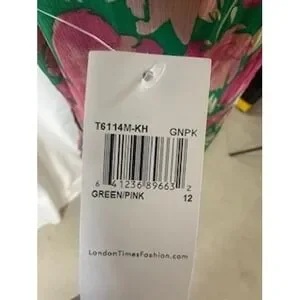 T6114M-KH GNPK
6 41236 89663 2
GREEN/PINK 12
LondonTimesFashion.com